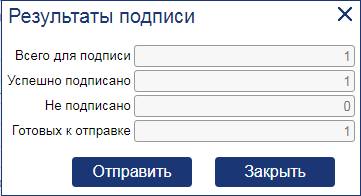 Результаты подписи
Всего для подписи 1
Успешно подписано 1
Не подписано 0
Готовых к отправке 1
Отправить Закрыть